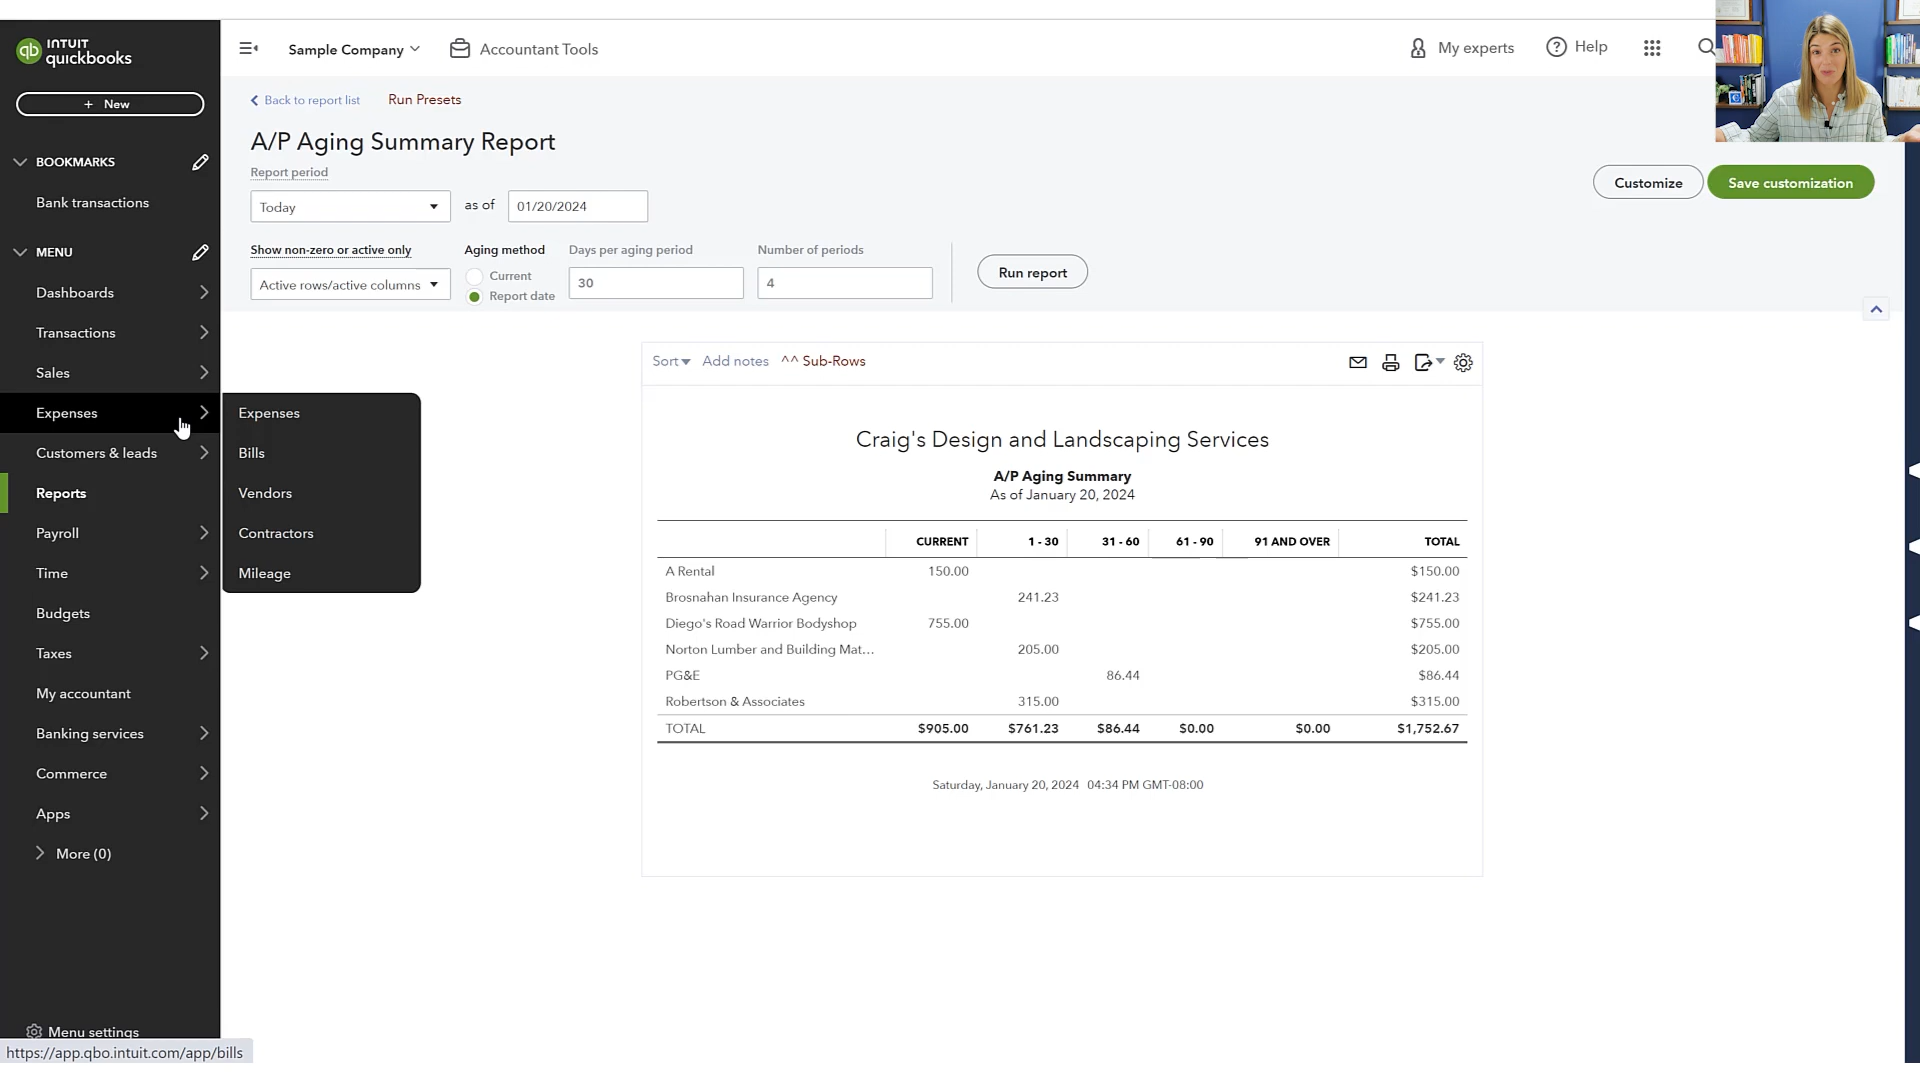 INTUIT
quickbooks
+ New
BOOKMARKS
Bank transactions
MENU
Dashboards
Transactions
Sales
Expenses
Customers & leads
Reports
Payroll
Time
Budgets
Taxes
My accountant
Banking services
Commerce
Apps
More (0)
Menu settings
https://app.qbo.intuit.com/app/bills
Expenses
Bills
Vendors
Contractors
Mileage
Sample Company
Accountant Tools
My experts
Help
Back to report list
Run Presets
A/P Aging Summary Report
Report period
Today
as of
01/20/2024
Customize
Save customization
Show non-zero or active only
Aging method
Days per aging period
Number of periods
Active rows/active columns
Current
Report date
30
4
Run report
Sort
Add notes
^^ Sub-Rows
Craig's Design and Landscaping Services
A/P Aging Summary
As of January 20, 2024
CURRENT 1 - 30 31 - 60 61 - 90 91 AND OVER TOTAL
A Rental 150.00 $150.00
Brosnahan Insurance Agency 241.23 $241.23
Diego's Road Warrior Bodyshop 755.00 $755.00
Norton Lumber and Building Mat... 205.00 $205.00
PG&E 86.44 $86.44
Robertson & Associates 315.00 $315.00
TOTAL $905.00 $761.23 $86.44 $0.00 $0.00 $1,752.67
Saturday, January 20, 2024 04:34 PM GMT-08:00